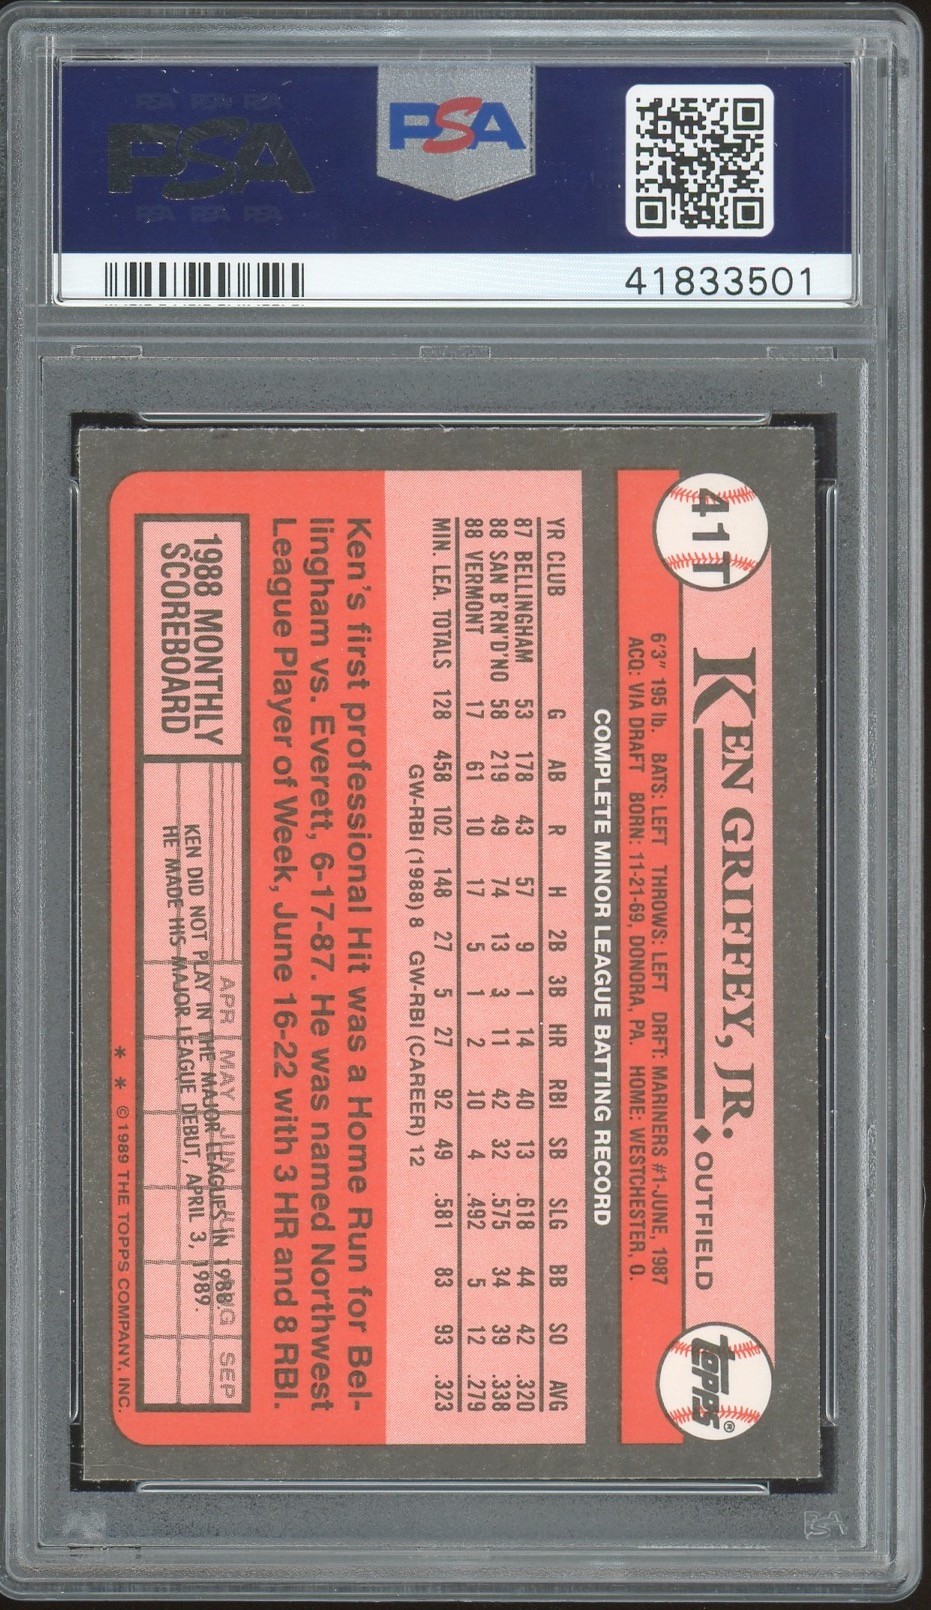 PSA PSA PSA
PSA
PSA PSA PSA
PSA
41833501
41T
KEN GRIFFEY, JR. ♦ OUTFIELD
topps®
6'3" 195 lb. BATS: LEFT THROWS: LEFT DRFT: MARINERS #1-JUNE, 1987
ACQ: VIA DRAFT BORN: 11-21-69, DONORA, PA. HOME: WESTCHESTER, O.
COMPLETE MINOR LEAGUE BATTING RECORD
YR CLUB G AB R H 2B 3B HR RBI SB SLG BB SO AVG
87 BELLINGHAM 53 178 43 57 9 1 14 40 13 .618 44 42 .320
88 SAN B'RN'D'NO 58 219 49 74 13 3 11 42 32 .575 34 39 .338
88 VERMONT 17 61 10 17 5 1 2 10 4 .492 5 12 .279
MIN. LEA. TOTALS 128 458 102 148 27 5 27 92 49 .581 83 93 .323
GW-RBI (1988) 8 GW-RBI (CAREER) 12
Ken's first professional Hit was a Home Run for Bel-
lingham vs. Everett, 6-17-87. He was named Northwest
League Player of Week, June 16-22 with 3 HR and 8 RBI.
1988 MONTHLY
SCOREBOARD
APR MAY JUN JUL AUG SEP
KEN DID NOT PLAY IN THE MAJOR LEAGUES IN 1988.
HE MADE HIS MAJOR LEAGUE DEBUT, APRIL 3, 1989.
* * © 1989 THE TOPPS COMPANY, INC.
PSA